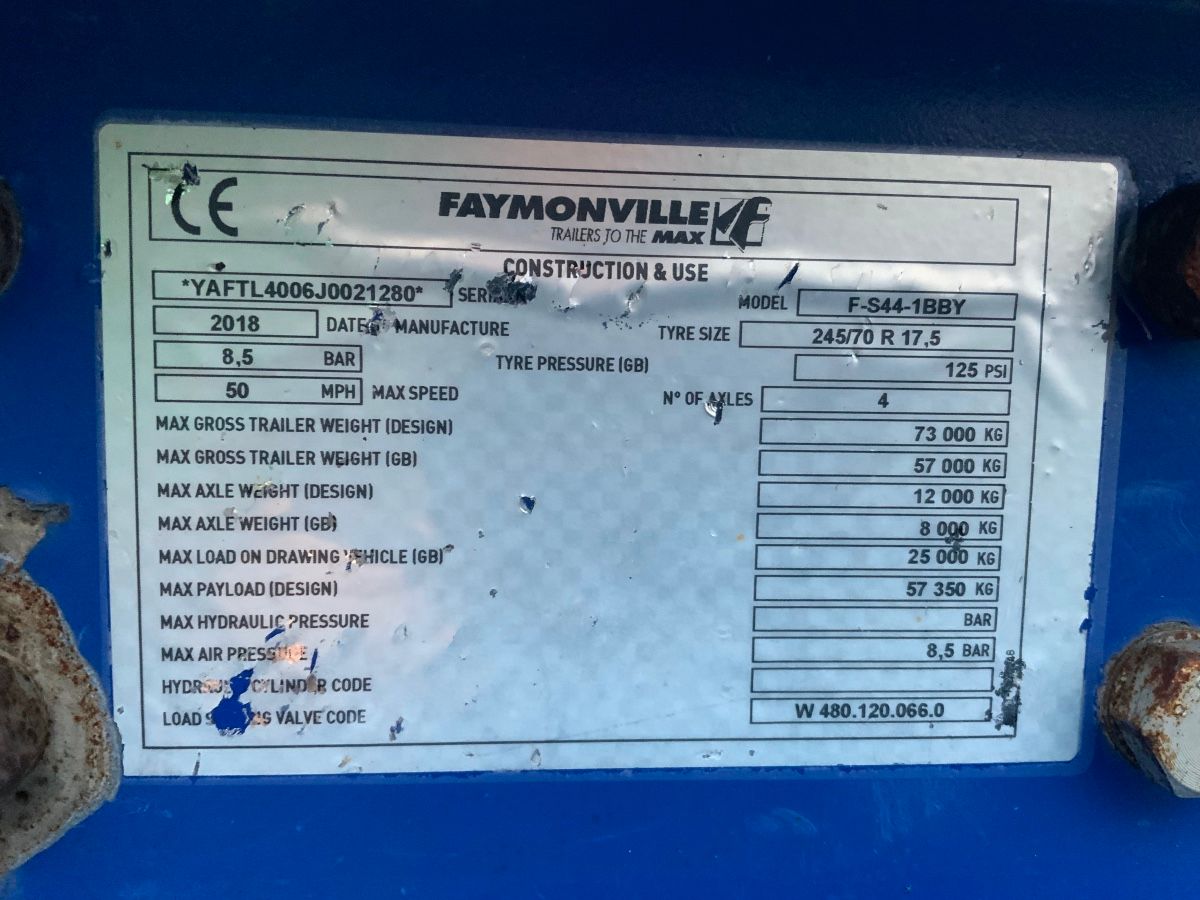 CE
FAYMONVILLE
TRAILERS TO THE MAX
CONSTRUCTION & USE
*YAFTL4006J0021280*
MODEL F-S44-1BBY
2018 MANUFACTURE
TYRE SIZE 245/70 R 17,5
8,5 BAR TYRE PRESSURE (GB) 125 PSI
50 MPH MAX SPEED
N° OF AXLES 4
MAX GROSS TRAILER WEIGHT (DESIGN) 73 000 KG
MAX GROSS TRAILER WEIGHT (GB) 57 000 KG
MAX AXLE WEIGHT (DESIGN) 12 000 KG
MAX AXLE WEIGHT (GB) 8 000 KG
MAX LOAD ON DRAWING VEHICLE (GB) 25 000 KG
MAX PAYLOAD (DESIGN) 57 350 KG
MAX HYDRAULIC PRESSURE BAR
MAX AIR PRESSURE 8,5 BAR
CYLINDER CODE
LOAD VALVE CODE W 480.120.066.0